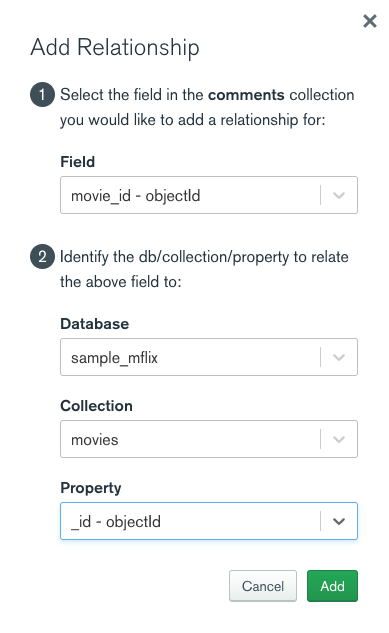 Add Relationship
1 Select the field in the comments collection
you would like to add a relationship for:
Field
movie_id - objectId
2 Identify the db/collection/property to relate
the above field to:
Database
sample_mflix
Collection
movies
Property
_id - objectId
Cancel Add